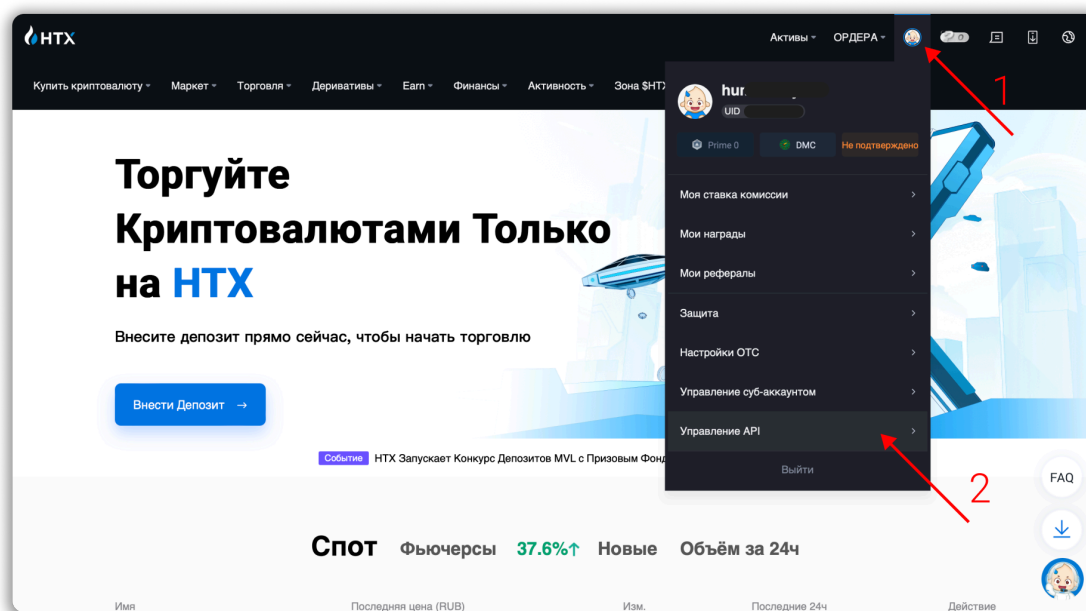 HTX
Активы ОРДЕРА
Купить криптовалюту Маркет Торговля Деривативы Earn Финансы Активность Зона $HTX
1
hur
UID
Prime 0 DMC Не подтверждено
Моя ставка комиссии
Мои награды
Мои рефералы
Защита
Настройки ОТС
Управление суб-аккаунтом
Управление API
Выйти
2
Торгуйте
Криптовалютами Только
на HTX
Внесите депозит прямо сейчас, чтобы начать торговлю
Внести Депозит →
Событие HTX Запускает Конкурс Депозитов MVL с Призовым Фонд
FAQ
Спот Фьючерсы 37.6%↑ Новые Объём за 24ч
Имя Последняя цена (RUB) Изм. Последние 24ч Действие